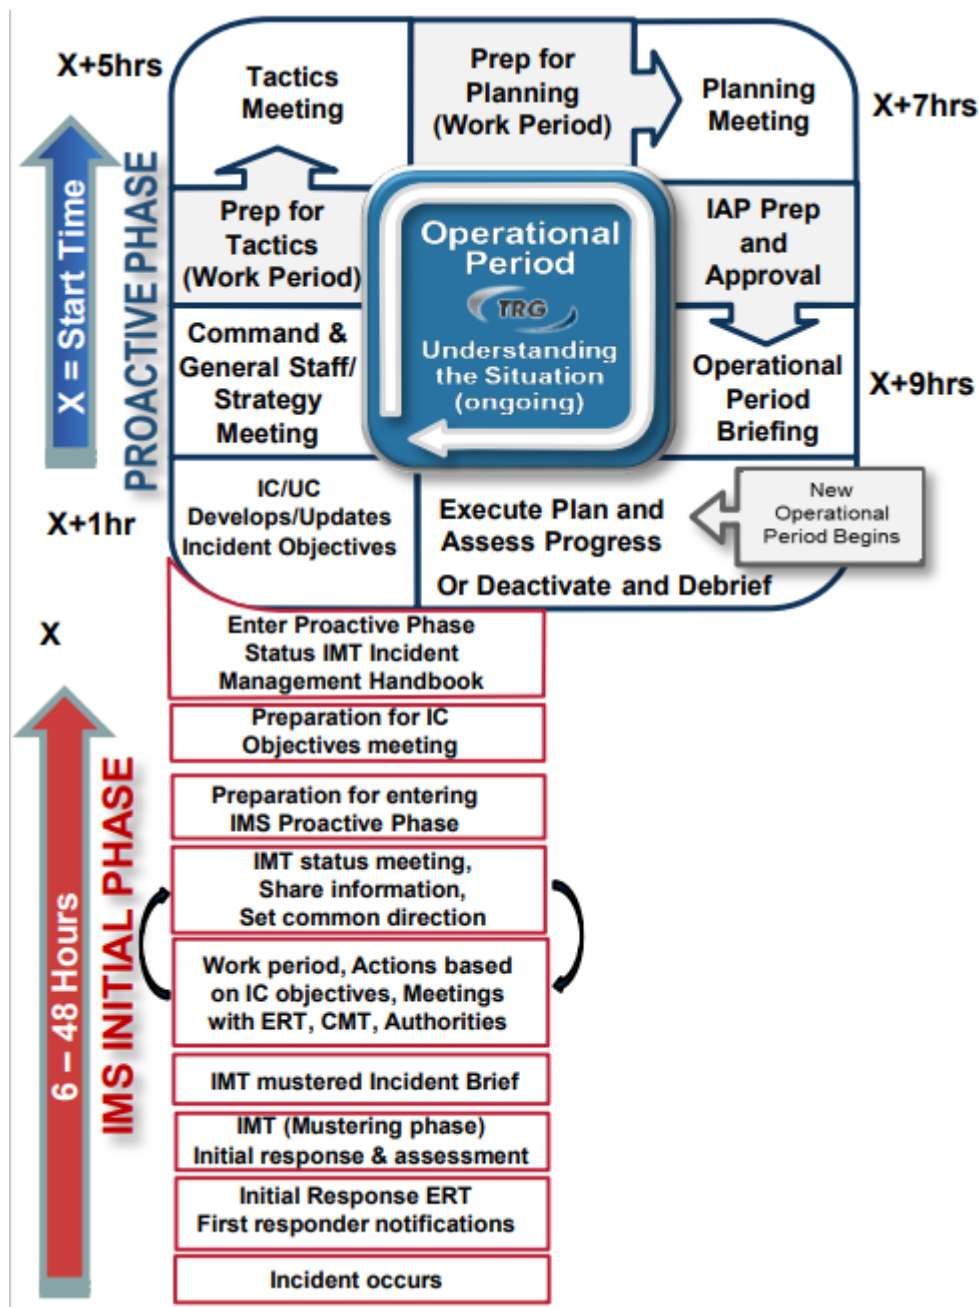 X+5hrs
Tactics
Meeting
Prep for
Planning
(Work Period)
Planning
Meeting
X+7hrs
X = Start Time
PROACTIVE PHASE
Prep for
Tactics
(Work Period)
Operational
Period
TRG
Understanding
the Situation
(ongoing)
IAP Prep
and
Approval
Command &
General Staff/
Strategy
Meeting
Operational
Period
Briefing
X+9hrs
X+1hr
IC/UC
Develops/Updates
Incident Objectives
Execute Plan and
Assess Progress
Or Deactivate and Debrief
New
Operational
Period Begins
X
Enter Proactive Phase
Status IMT Incident
Management Handbook
Preparation for IC
Objectives meeting
Preparation for entering
IMS Proactive Phase
IMT status meeting,
Share information,
Set common direction
Work period, Actions based
on IC objectives, Meetings
with ERT, CMT, Authorities
6 – 48 Hours
IMS INITIAL PHASE
IMT mustered Incident Brief
IMT (Mustering phase)
Initial response & assessment
Initial Response ERT
First responder notifications
Incident occurs